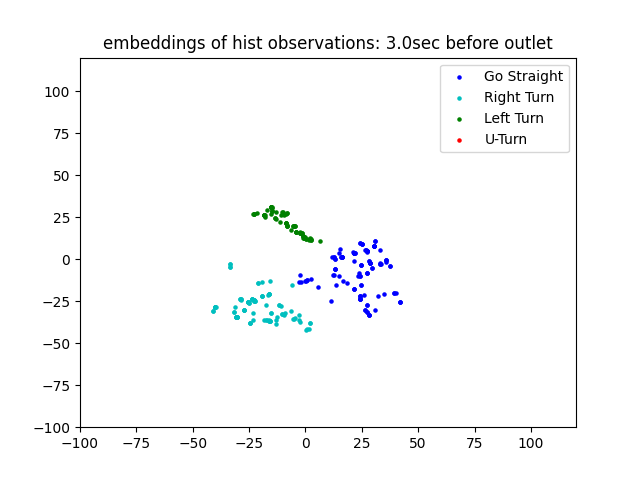 embeddings of hist observations: 3.0sec before outlet
Go Straight
Right Turn
Left Turn
U-Turn
100
75
50
25
0
−25
−50
−75
−100
−100 −75 −50 −25 0 25 50 75 100